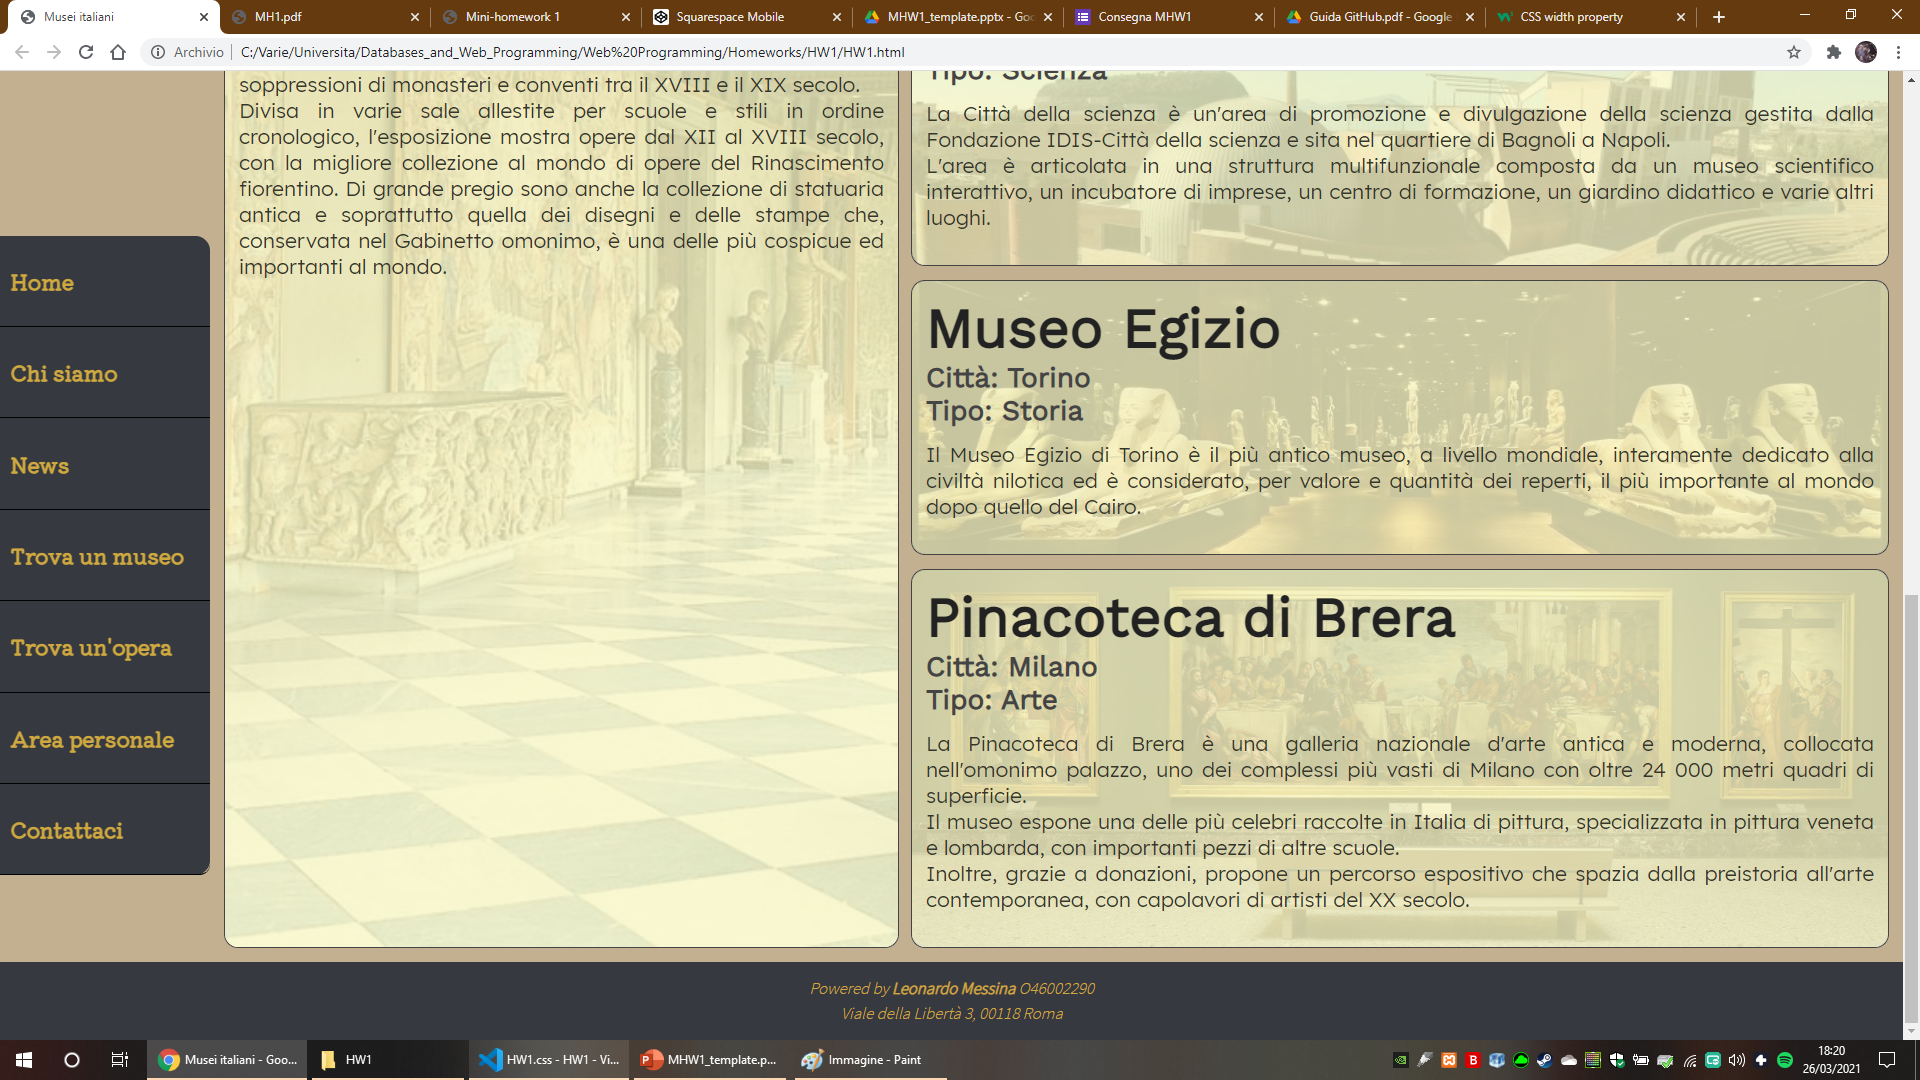 Musei italiani
MH1.pdf
Mini-homework 1
Squarespace Mobile
MHW1_template.pptx - Goo
Consegna MHW1
Guida GitHub.pdf - Google
CSS width property
Archivio
C:/Varie/Universita/Databases_and_Web_Programming/Web%20Programming/Homeworks/HW1/HW1.html
Home
Chi siamo
News
Trova un museo
Trova un'opera
Area personale
Contattaci
soppressioni di monasteri e conventi tra il XVIII e il XIX secolo.
Divisa in varie sale allestite per scuole e stili in ordine
cronologico, l'esposizione mostra opere dal XII al XVIII secolo,
con la migliore collezione al mondo di opere del Rinascimento
fiorentino. Di grande pregio sono anche la collezione di statuaria
antica e soprattutto quella dei disegni e delle stampe che,
conservata nel Gabinetto omonimo, è una delle più cospicue ed
importanti al mondo.
Tipo: Scienza
La Città della scienza è un'area di promozione e divulgazione della scienza gestita dalla
Fondazione IDIS-Città della scienza e sita nel quartiere di Bagnoli a Napoli.
L'area è articolata in una struttura multifunzionale composta da un museo scientifico
interattivo, un incubatore di imprese, un centro di formazione, un giardino didattico e varie altri
luoghi.
Museo Egizio
Città: Torino
Tipo: Storia
Il Museo Egizio di Torino è il più antico museo, a livello mondiale, interamente dedicato alla
civiltà nilotica ed è considerato, per valore e quantità dei reperti, il più importante al mondo
dopo quello del Cairo.
Pinacoteca di Brera
Città: Milano
Tipo: Arte
La Pinacoteca di Brera è una galleria nazionale d'arte antica e moderna, collocata
nell'omonimo palazzo, uno dei complessi più vasti di Milano con oltre 24 000 metri quadri di
superficie.
Il museo espone una delle più celebri raccolte in Italia di pittura, specializzata in pittura veneta
e lombarda, con importanti pezzi di altre scuole.
Inoltre, grazie a donazioni, propone un percorso espositivo che spazia dalla preistoria all'arte
contemporanea, con capolavori di artisti del XX secolo.
Powered by Leonardo Messina O46002290
Viale della Libertà 3, 00118 Roma
Musei italiani - Goo...
HW1
HW1.css - HW1 - Vi...
MHW1_template.p...
Immagine - Paint
18:20
26/03/2021